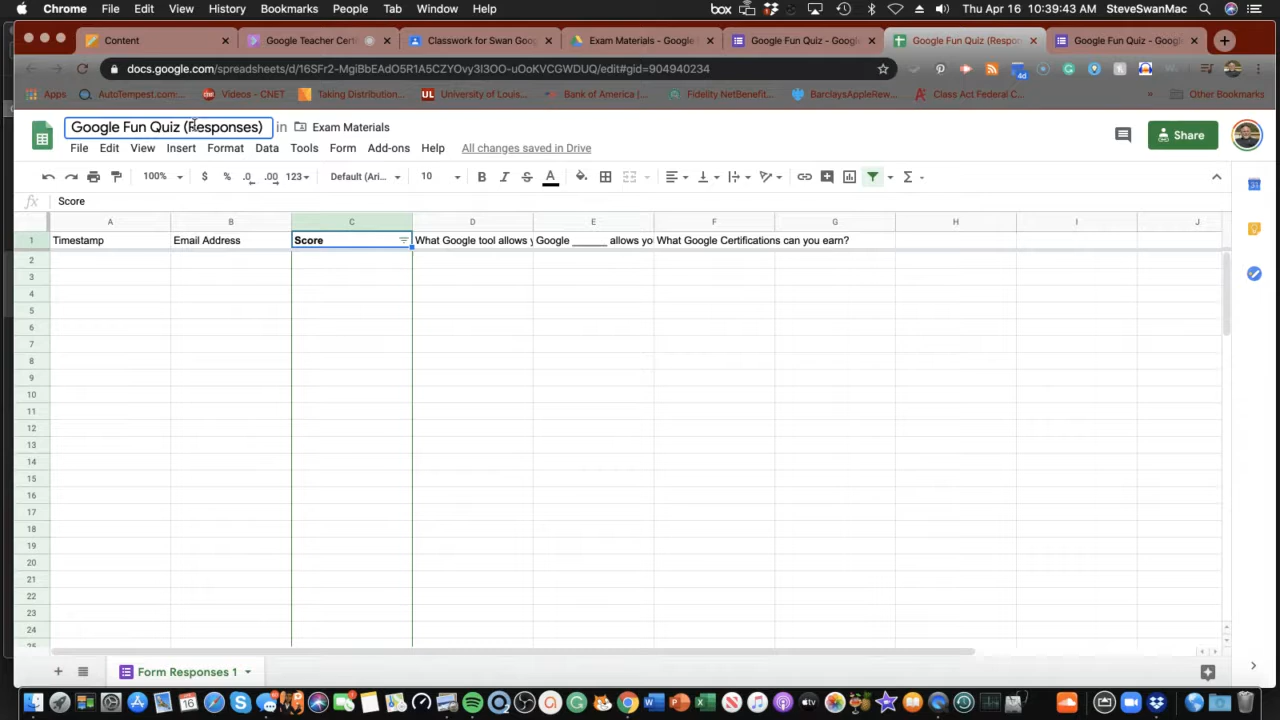 Chrome File Edit View History Bookmarks People Tab Window Help box Thu Apr 16 10:39:43 AM SteveSwanMac
Content Google Teacher Certi Classwork for Swan Goo Exam Materials - Google Google Fun Quiz - Google Google Fun Quiz (Respon Google Fun Quiz - Google
docs.google.com/spreadsheets/d/16SFr2-MgiBbEAdO5R1A5CZYOvy3I3OO-uOoKVCGWDUQ/edit#gid=904940234
Apps AutoTempest.com:... Videos - CNET Taking Distribution... University of Louis... Bank of America (... Fidelity NetBenefit... BarclaysAppleRew... Class Act Federal C... » Other Bookmarks
Google Fun Quiz (Responses) in Exam Materials
Share
File Edit View Insert Format Data Tools Form Add-ons Help All changes saved in Drive
100% $ % .0 .00 123 Default (Ari... 10 B I S A Σ
fx Score
A B C D E F G H I J
1 Timestamp Email Address Score What Google tool allows y Google ______ allows yo What Google Certifications can you earn?
2
3
4
5
6
7
8
9
10
11
12
13
14
15
16
17
18
19
20
21
22
23
24
25
+ Form Responses 1